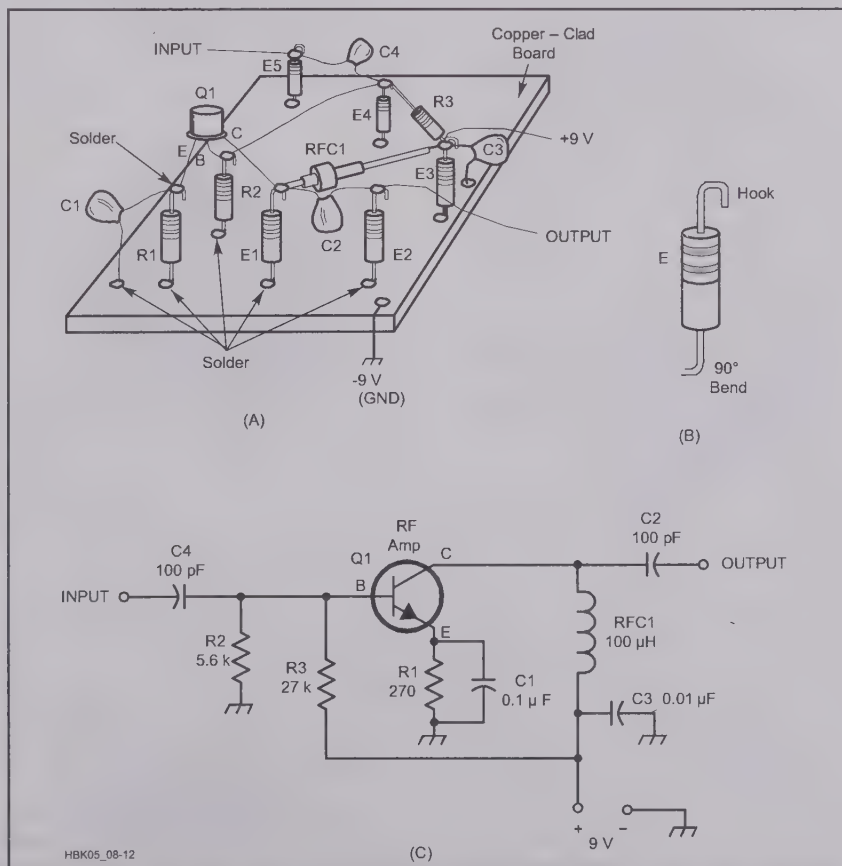 Copper – Clad
Board
INPUT
C4
E5
Q1
R3
E4
+9 V
Solder
E
B
C
RFC1
C3
C1
R2
E3
C2
OUTPUT
R1
E1
E2
Solder
-9 V
(GND)
(A)
Hook
E
90°
Bend
(B)
RF
Amp
C2
100 pF
C4
100 pF
Q1
C
OUTPUT
INPUT
B
RFC1
100 µH
E
R2
5.6 k
R3
27 k
R1
270
C1
0.1 µ F
C3 0.01 µF
+ 9 V -
HBK05_08-12
(C)